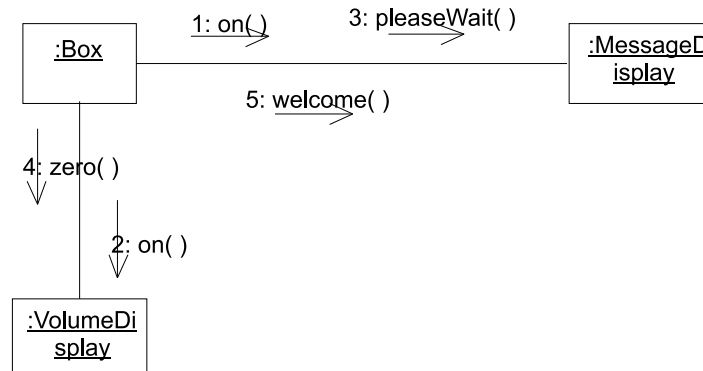 1: on( )
3: pleaseWait( )
:Box
:MessageD
isplay
5: welcome( )
4: zero( )
2: on( )
:VolumeDi
splay